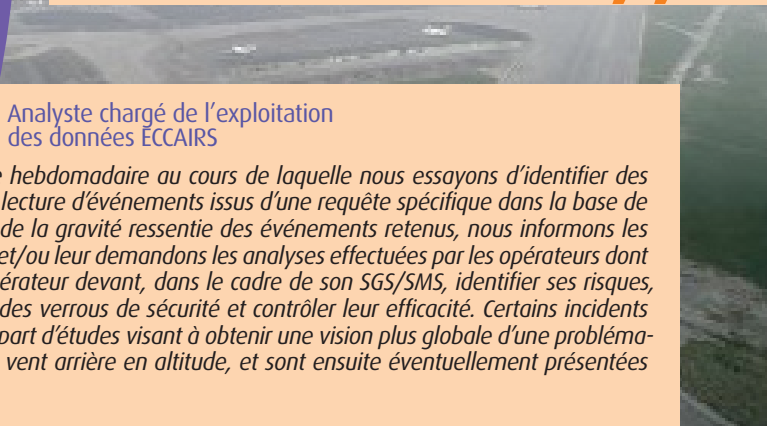 Analyste chargé de l'exploitation
des données ECCAIRS
hebdomadaire au cours de laquelle nous essayons d'identifier des
lecture d'événements issus d'une requête spécifique dans la base de
de la gravité ressentie des événements retenus, nous informons les
et/ou leur demandons les analyses effectuées par les opérateurs dont
devant, dans le cadre de son SGS/SMS, identifier ses risques,
des verrous de sécurité et contrôler leur efficacité. Certains incidents
d'études visant à obtenir une vision plus globale d'une probléma-
vent arrière en altitude, et sont ensuite éventuellement présentées